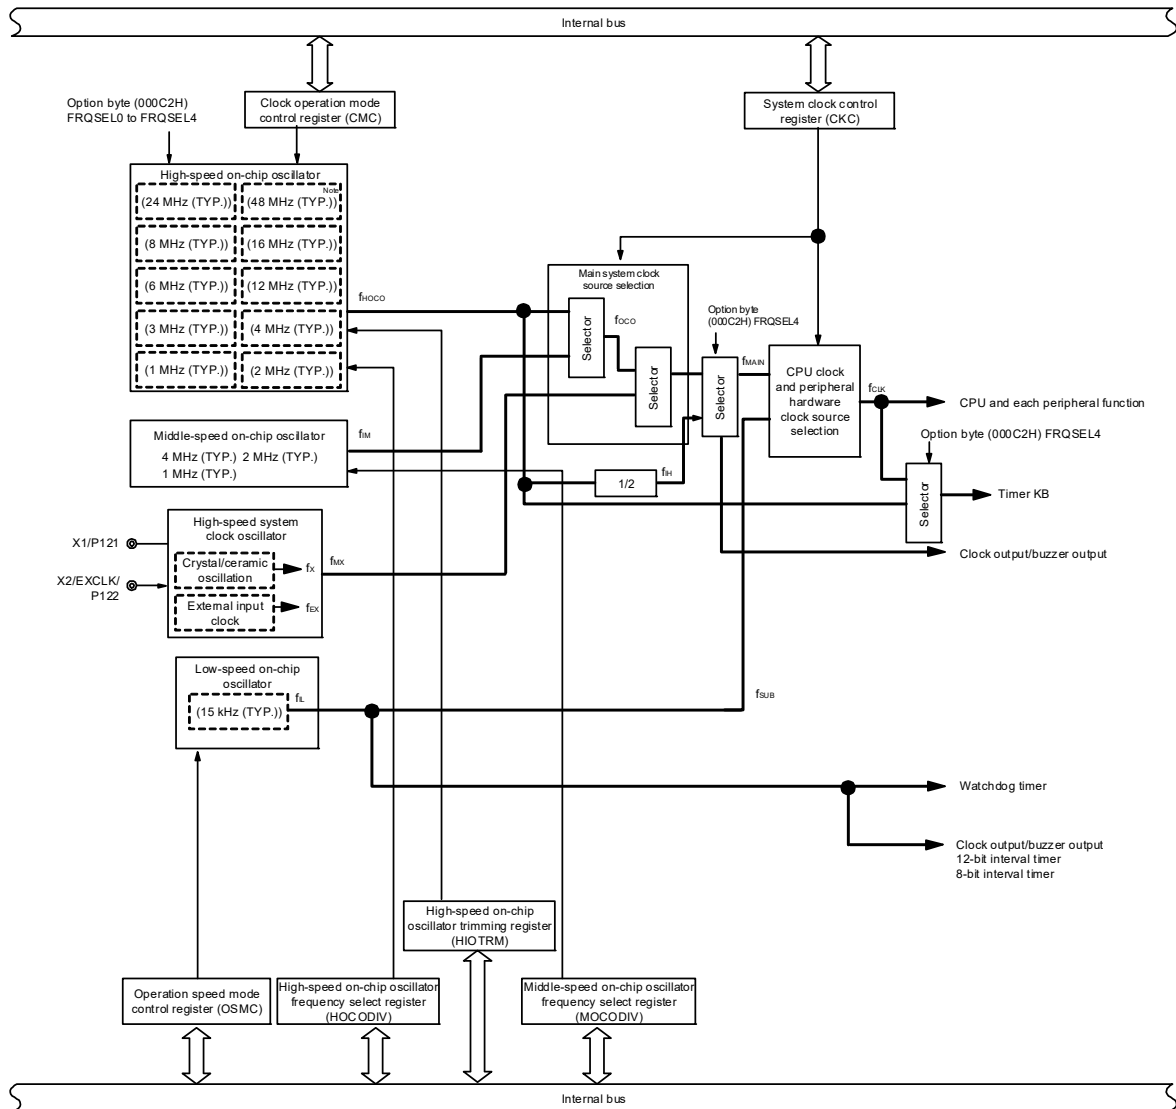 Internal bus
Option byte (000C2H)
FRQSEL0 to FRQSEL4
Clock operation mode
control register (CMC)
System clock control
register (CKC)
High-speed on-chip oscillator
Note
(24 MHz (TYP.)) (48 MHz (TYP.))
(8 MHz (TYP.)) (16 MHz (TYP.))
(6 MHz (TYP.)) (12 MHz (TYP.))
(3 MHz (TYP.)) (4 MHz (TYP.))
(1 MHz (TYP.)) (2 MHz (TYP.))
fHOCO
Main system clock
source selection
Selector
fOCO
Selector
Option byte
(000C2H) FRQSEL4
Selector
fMAIN
CPU clock
and peripheral
hardware
clock source
selection
fCLK
CPU and each peripheral function
Option byte (000C2H) FRQSEL4
Selector
Timer KB
Clock output/buzzer output
Middle-speed on-chip oscillator
4 MHz (TYP.) 2 MHz (TYP.)
1 MHz (TYP.)
fIM
1/2
fIH
X1/P121
X2/EXCLK/
P122
High-speed system
clock oscillator
Crystal/ceramic
oscillation
fX
External input
clock
fEX
fMX
Low-speed on-chip
oscillator
(15 kHz (TYP.))
fIL
fSUB
Watchdog timer
Clock output/buzzer output
12-bit interval timer
8-bit interval timer
High-speed on-chip
oscillator trimming register
(HIOTRM)
Operation speed mode
control register (OSMC)
High-speed on-chip oscillator
frequency select register
(HOCODIV)
Middle-speed on-chip oscillator
frequency select register
(MOCODIV)
Internal bus